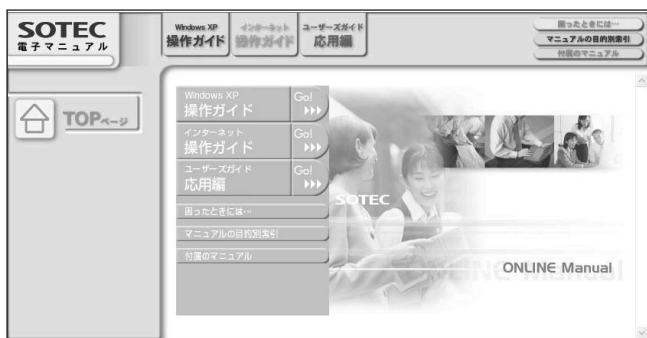 SOTEC
電子マニュアル
Windows XP
操作ガイド
インターネット
操作ガイド
ユーザーズガイド
応用編
困ったときには…
マニュアルの目的別索引
付属のマニュアル
TOPページ
Windows XP
操作ガイド
Go!
インターネット
操作ガイド
Go!
ユーザーズガイド
応用編
Go!
困ったときには…
マニュアルの目的別索引
付属のマニュアル
SOTEC
ONLINE Manual
NE Manual